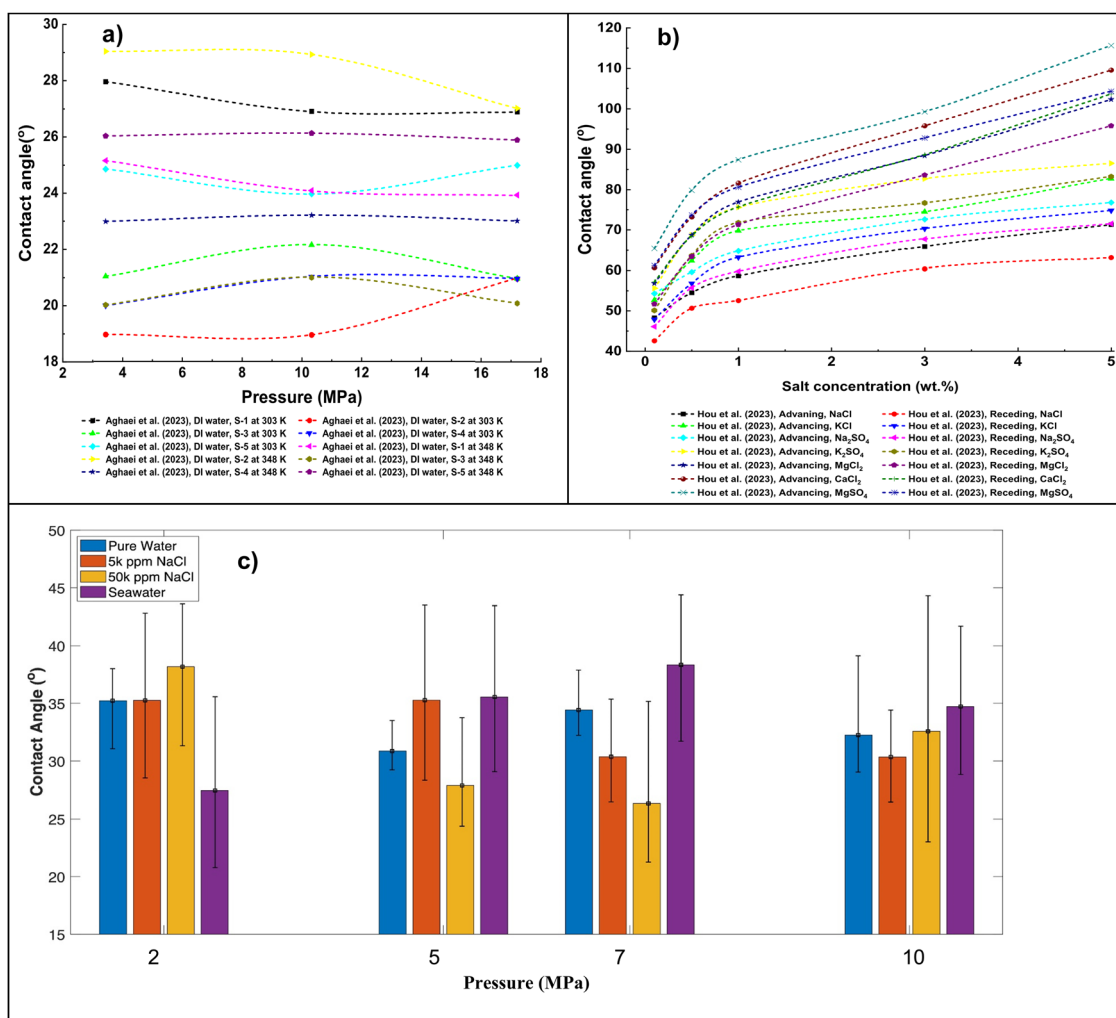 a)
30
28
26
24
22
20
18
Contact angle(º)
2 4 6 8 10 12 14 16 18
Pressure (MPa)
Aghaei et al. (2023), DI water, S-1 at 303 K Aghaei et al. (2023), DI water, S-2 at 303 K
Aghaei et al. (2023), DI water, S-3 at 303 K Aghaei et al. (2023), DI water, S-4 at 303 K
Aghaei et al. (2023), DI water, S-5 at 303 K Aghaei et al. (2023), DI water, S-1 at 348 K
Aghaei et al. (2023), DI water, S-2 at 348 K Aghaei et al. (2023), DI water, S-3 at 348 K
Aghaei et al. (2023), DI water, S-4 at 348 K Aghaei et al. (2023), DI water, S-5 at 348 K
b)
120
110
100
90
80
70
60
50
40
Contact angle (º)
0 1 2 3 4 5
Salt concentration (wt.%)
Hou et al. (2023), Advaning, NaCl Hou et al. (2023), Receding, NaCl
Hou et al. (2023), Advancing, KCl Hou et al. (2023), Receding, KCl
Hou et al. (2023), Advancing, Na₂SO₄ Hou et al. (2023), Receding, Na₂SO₄
Hou et al. (2023), Advancing, K₂SO₄ Hou et al. (2023), Receding, K₂SO₄
Hou et al. (2023), Advancing, MgCl₂ Hou et al. (2023), Receding, MgCl₂
Hou et al. (2023), Advancing, CaCl₂ Hou et al. (2023), Receding, CaCl₂
Hou et al. (2023), Advancing, MgSO₄ Hou et al. (2023), Receding, MgSO₄
c)
Pure Water
5k ppm NaCl
50k ppm NaCl
Seawater
50
45
40
35
30
25
20
15
Contact Angle (º)
2 5 7 10
Pressure (MPa)